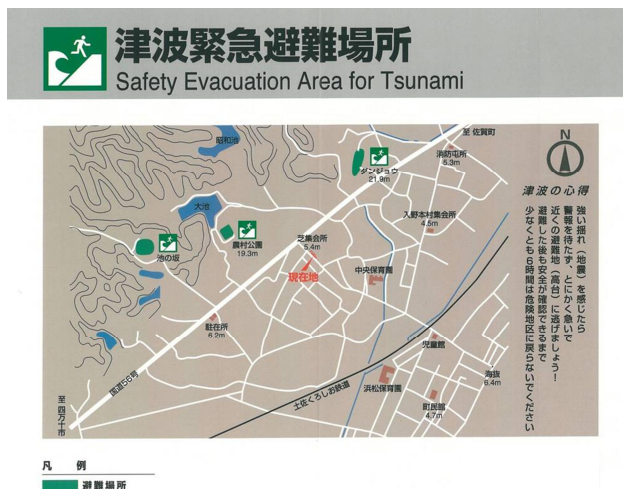 津波緊急避難場所
Safety Evacuation Area for Tsunami
至 佐賀町
昭和池
消防屯所
5.3m
ダンジョウ
21.9m
N
津波の心得
強い揺れ（地震）を感じたら
警報を待たず、とにかく急いで
近くの避難地（高台）に逃げましょう！
避難した後も安全が確認できるまで
少なくとも6時間は危険地区に戻らないでください
大池
入野本村集会所
4.5m
農村公園
19.3m
芝集会所
5.4m
池の坂
現在地
中央保育園
駐在所
6.2m
児童館
国道56号
土佐くろしお鉄道
浜松保育園
海抜
6.4m
町民館
4.7m
至 四万十市
凡 例
避難場所